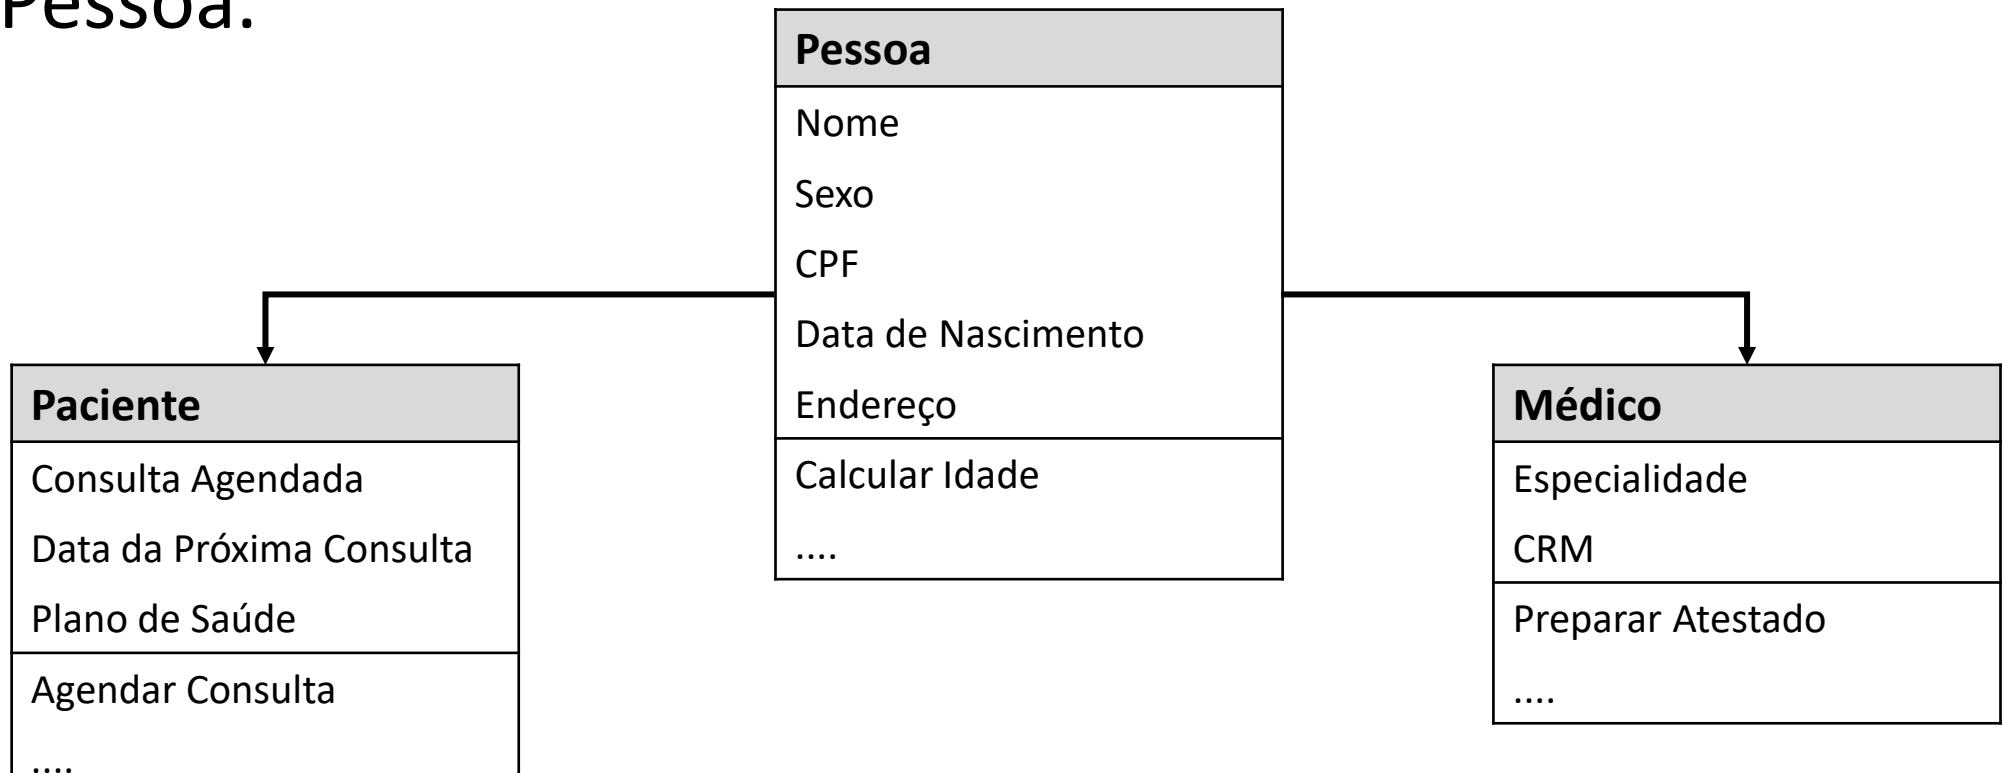 Pessoa.
Pessoa
Nome
Sexo
CPF
Data de Nascimento
Endereço
Calcular Idade
....
Paciente
Consulta Agendada
Data da Próxima Consulta
Plano de Saúde
Agendar Consulta
....
Médico
Especialidade
CRM
Preparar Atestado
....